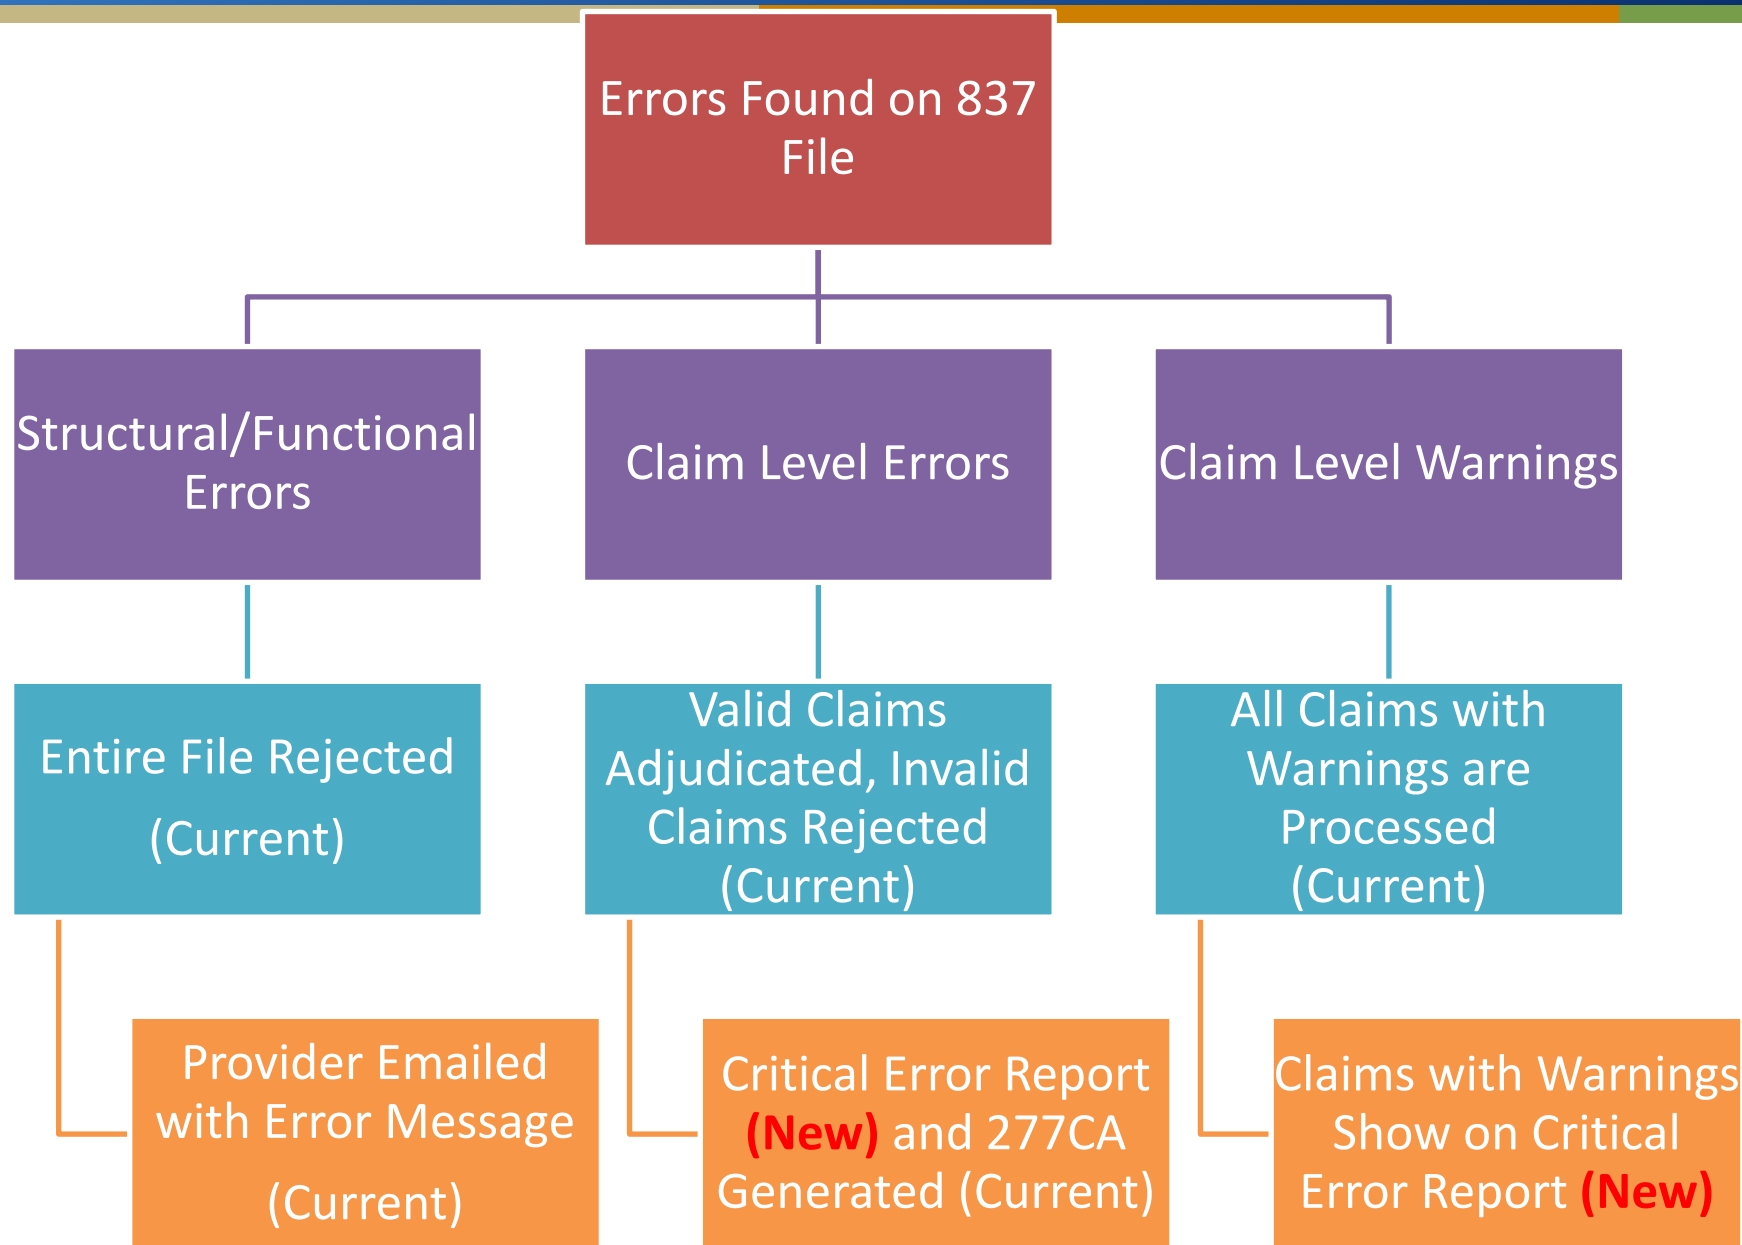 Errors Found on 837
File
Structural/Functional
Errors
Claim Level Errors
Claim Level Warnings
Entire File Rejected
(Current)
Valid Claims
Adjudicated, Invalid
Claims Rejected
(Current)
All Claims with
Warnings are
Processed
(Current)
Provider Emailed
with Error Message
(Current)
Critical Error Report
(New) and 277CA
Generated (Current)
Claims with Warnings
Show on Critical
Error Report (New)